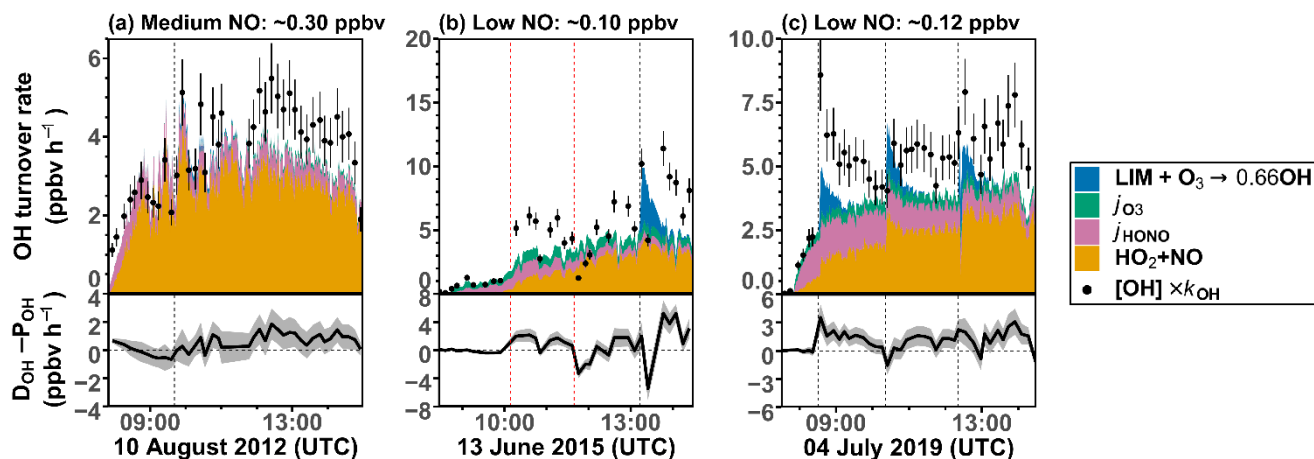 (a) Medium NO: ~0.30 ppbv
(b) Low NO: ~0.10 ppbv
(c) Low NO: ~0.12 ppbv
OH turnover rate
(ppbv h⁻¹)
6
4
2
0
20
15
10
5
0
10.0
7.5
5.0
2.5
0.0
LIM + O₃ → 0.66OH
jO₃
jHONO
HO₂+NO
[OH] ×kOH
D_OH −P_OH
(ppbv h⁻¹)
4
2
0
−2
−4
8
4
0
−4
−8
6
3
0
−3
−6
09:00
13:00
10:00
13:00
09:00
13:00
10 August 2012 (UTC)
13 June 2015 (UTC)
04 July 2019 (UTC)